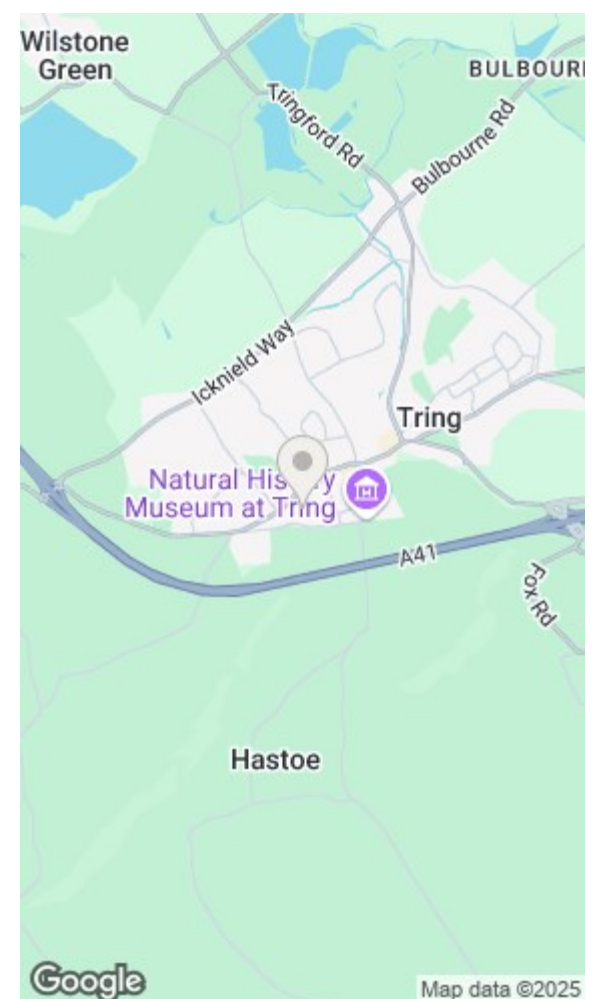 Wilstone
Green
BULBOUR
Tringford Rd
Bulbourne Rd
Icknield Way
Tring
Natural History
Museum at Tring
A41
Fox Rd
Hastoe
Google
Map data ©2025